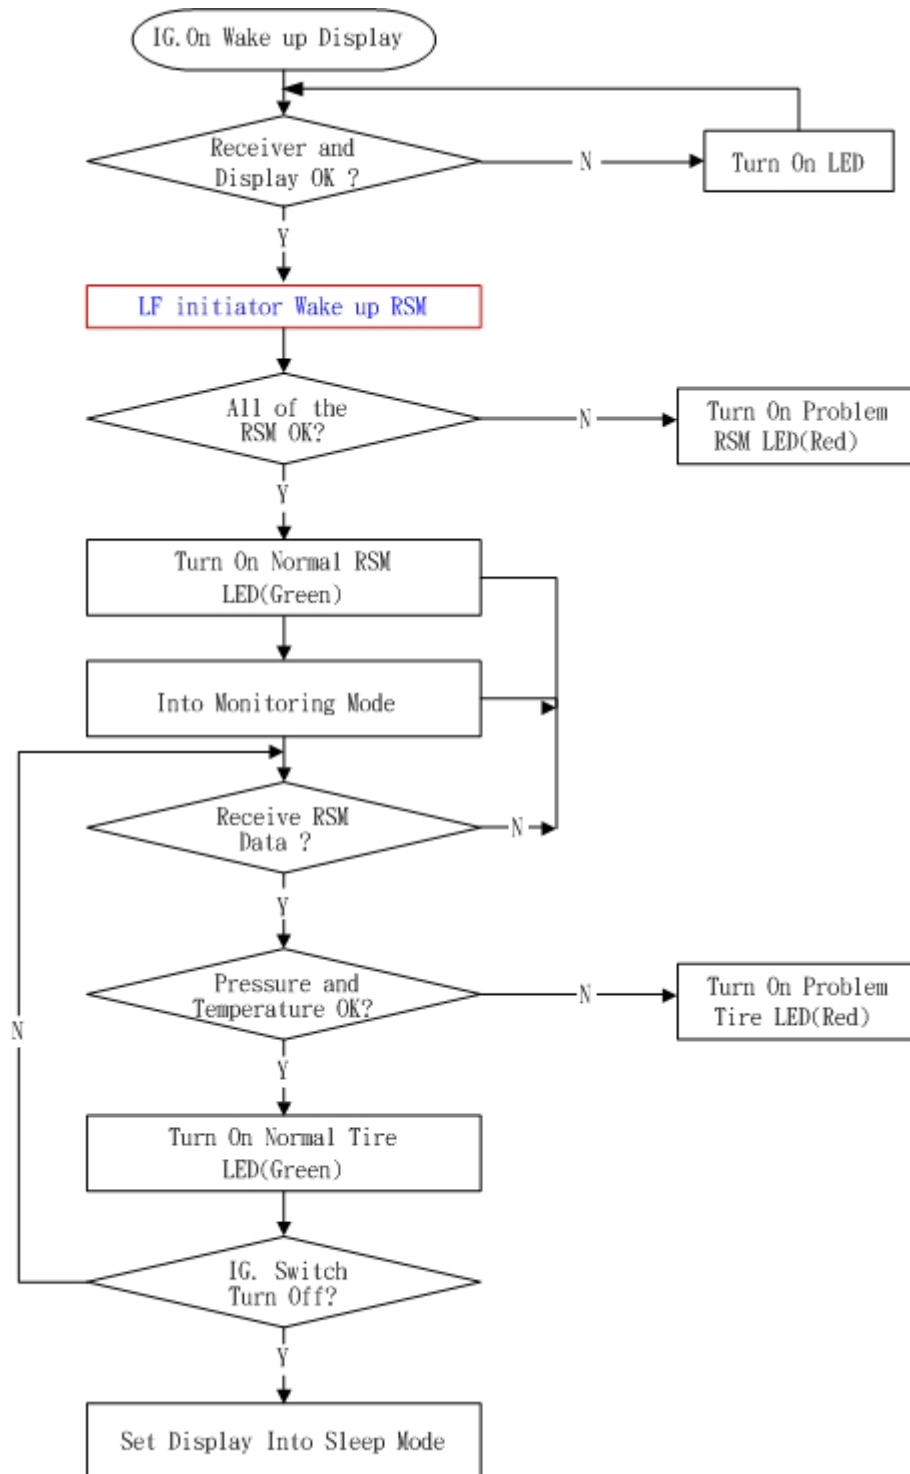 IG.On Wake up Display
Receiver and
Display OK ?
N
Turn On LED
Y
LF initiator Wake up RSM
All of the
RSM OK?
N
Turn On Problem
RSM LED(Red)
Y
Turn On Normal RSM
LED(Green)
Into Monitoring Mode
Receive RSM
Data ?
N
Y
Pressure and
Temperature OK?
N
Turn On Problem
Tire LED(Red)
N
Y
Turn On Normal Tire
LED(Green)
IG. Switch
Turn Off?
Y
Set Display Into Sleep Mode